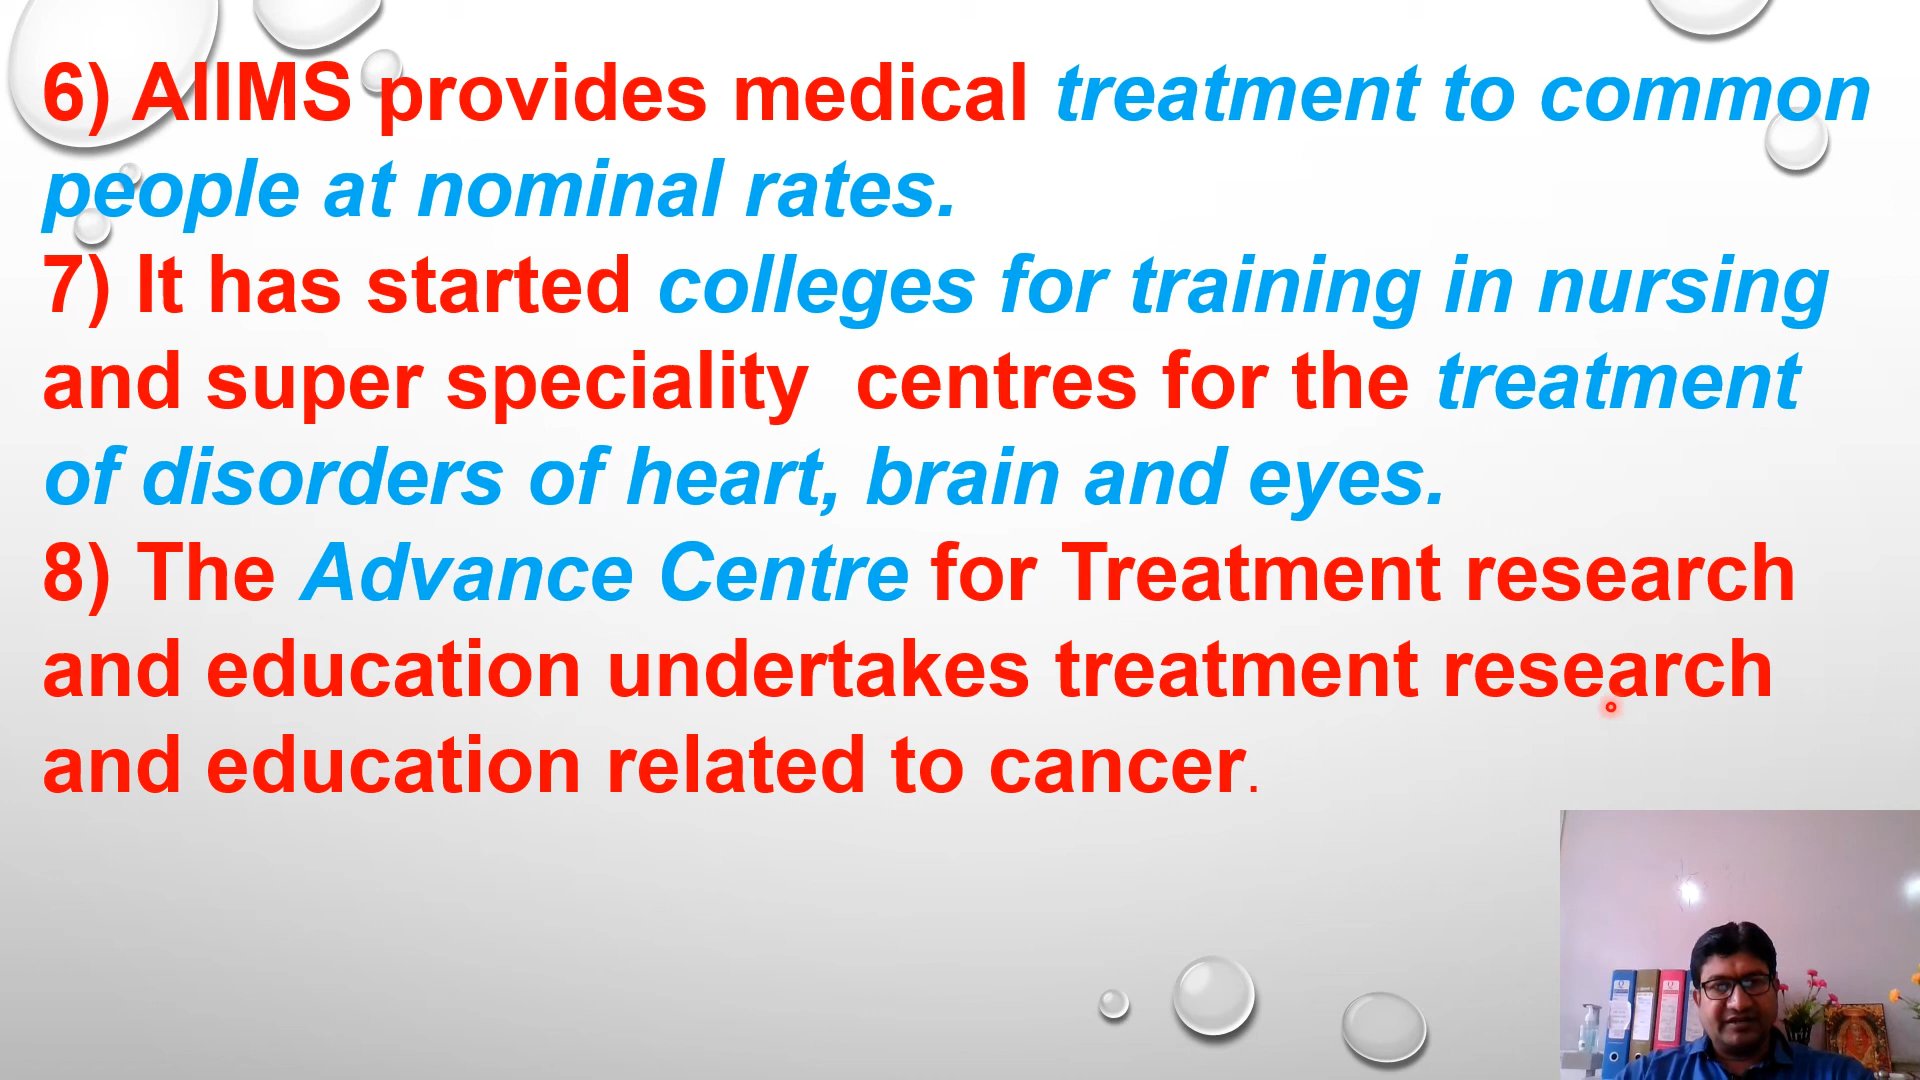 6) AIIMS provides medical treatment to common
people at nominal rates.
7) It has started colleges for training in nursing
and super speciality  centres for the treatment
of disorders of heart, brain and eyes.
8) The Advance Centre for Treatment research
and education undertakes treatment research
and education related to cancer.